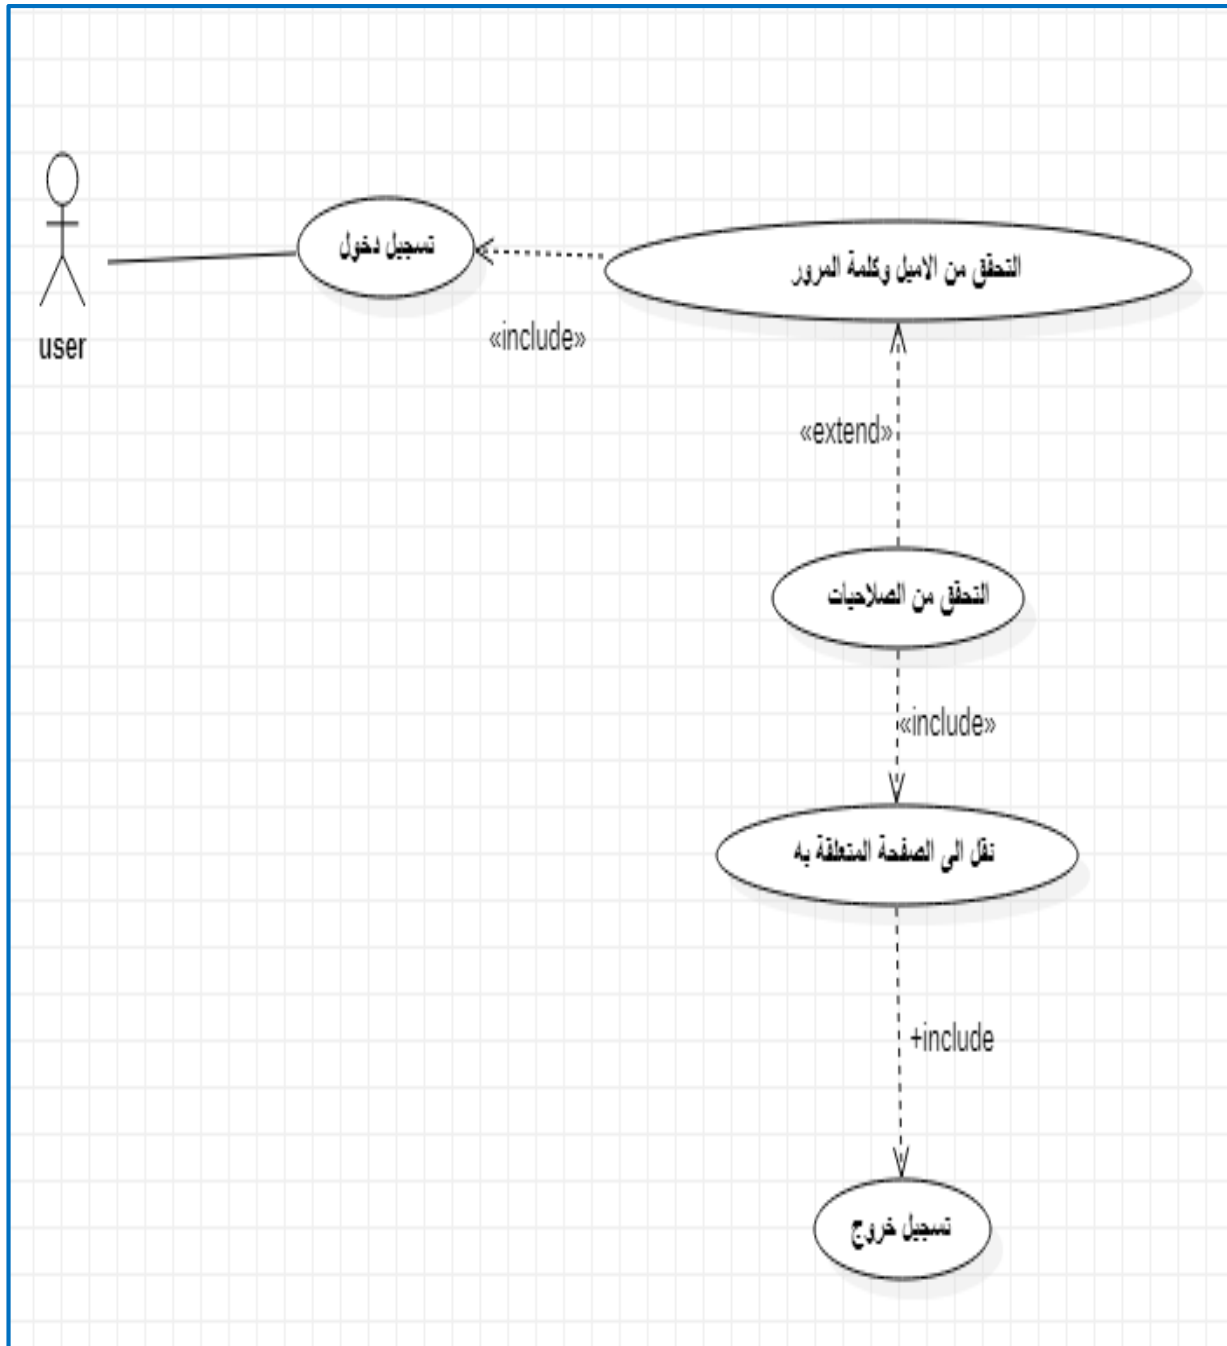 تسجيل دخول
التحقق من الاميل وكلمة المرور
user
«include»
«extend»
التحقق من الصلاحيات
«include»
نقل الى الصفحة المتعلقة به
+include
تسجيل خروج